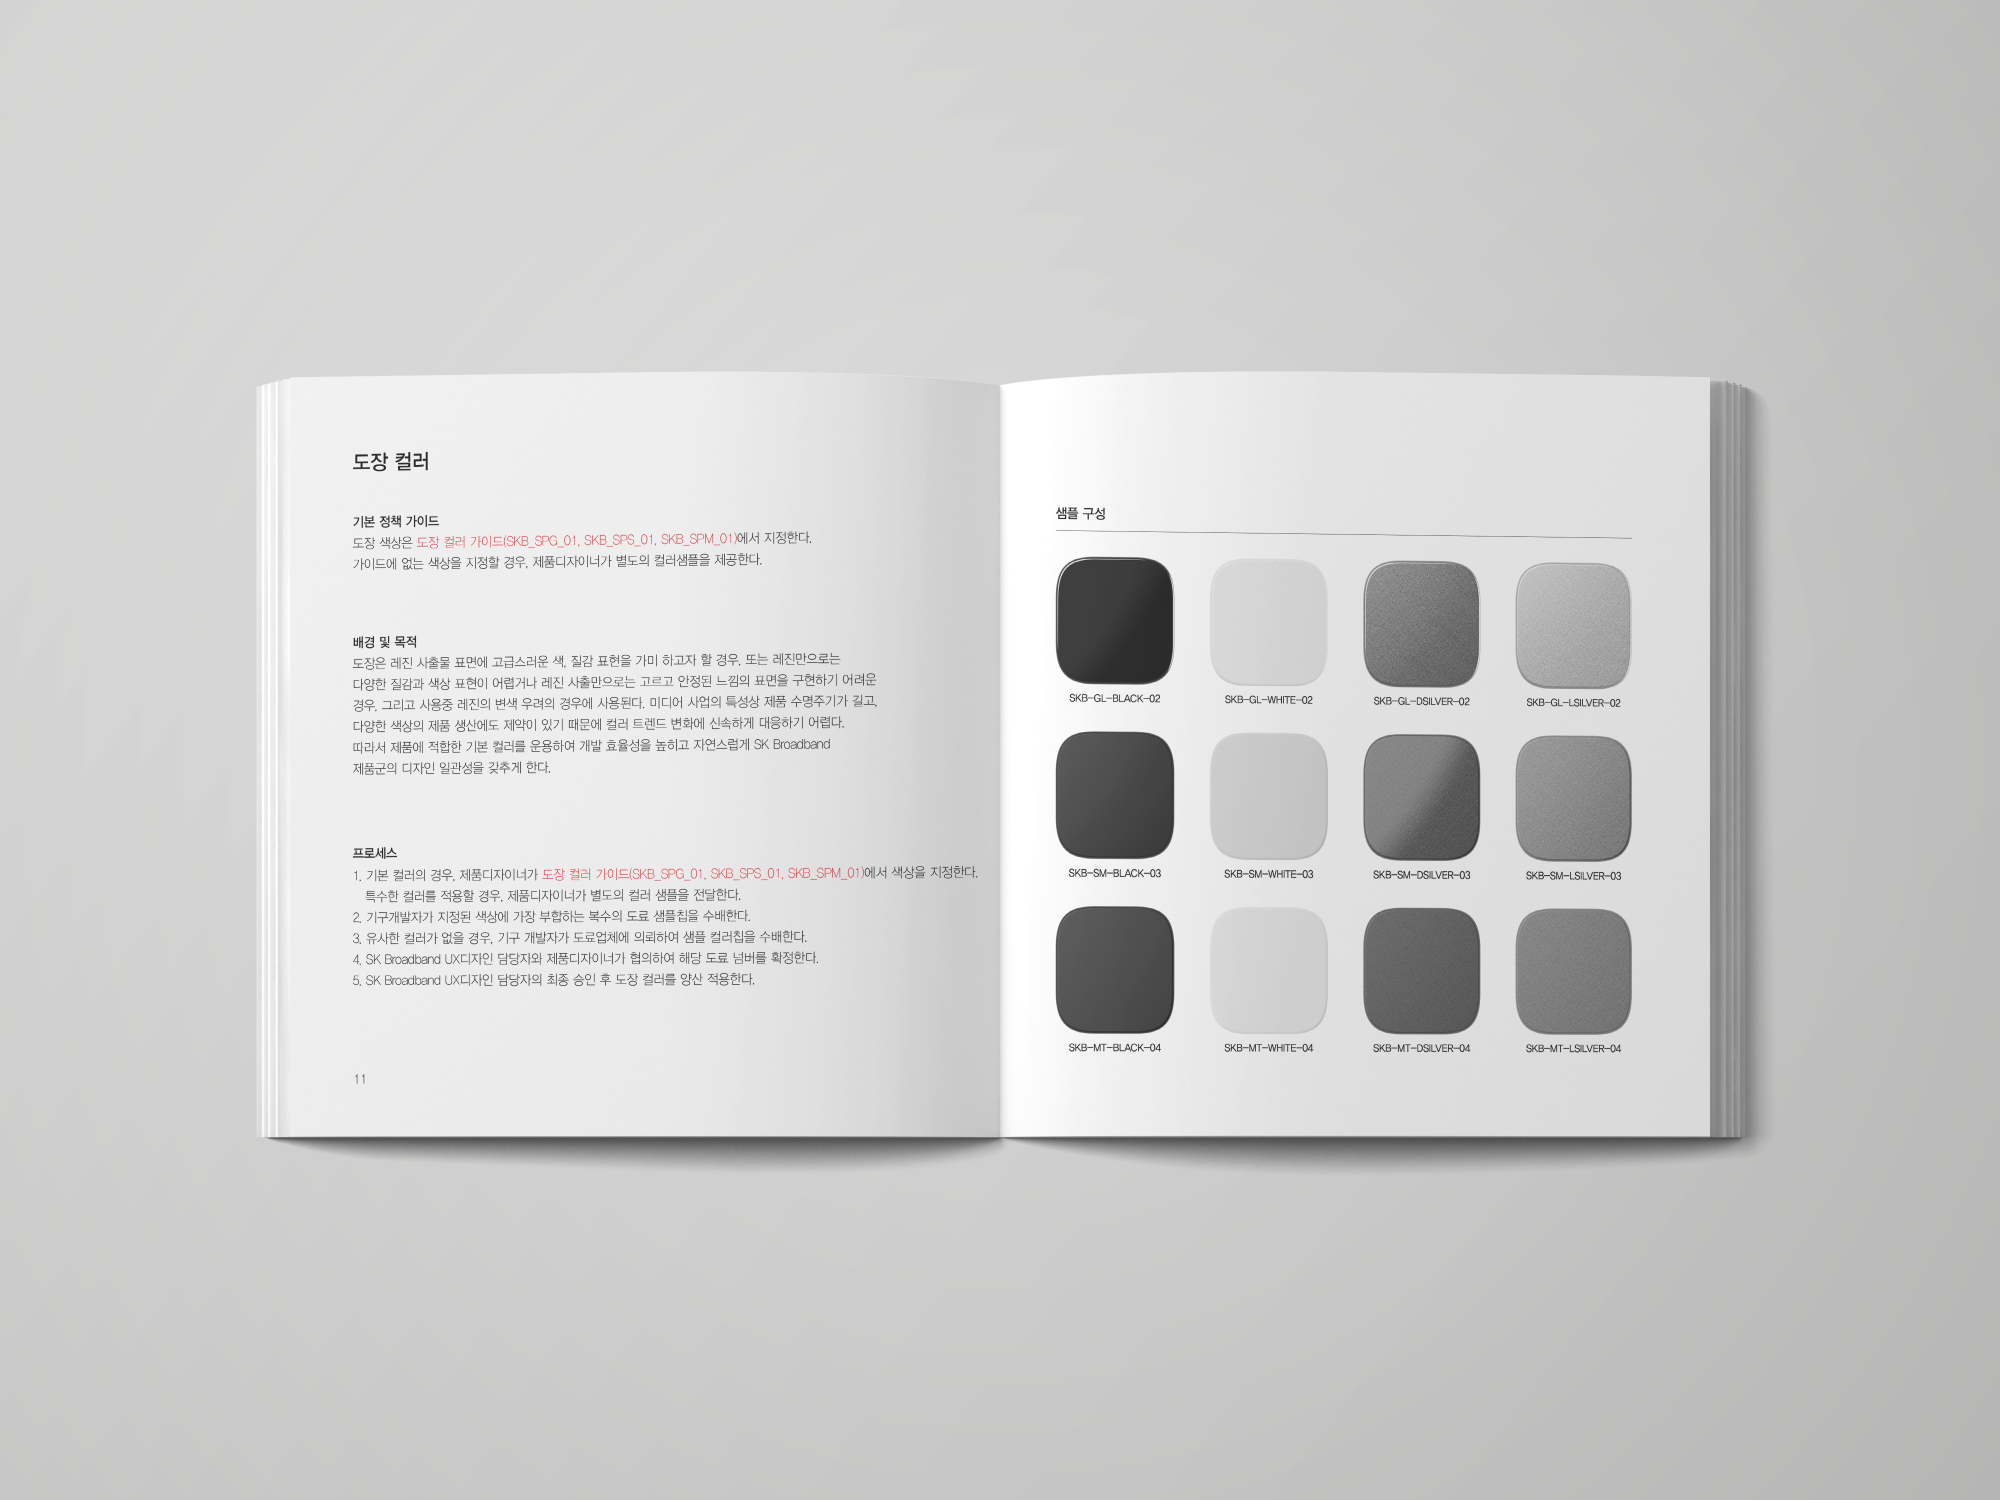 도장 컬러
기본 정책 가이드
도장 색상은 도장 컬러 가이드(SKB_SPG_01, SKB_SPS_01, SKB_SPM_01)에서 지정한다.
가이드에 없는 색상을 지정할 경우, 제품디자이너가 별도의 컬러샘플을 제공한다.
배경 및 목적
도장은 레진 사출물 표면에 고급스러운 색, 질감 표현을 가미 하고자 할 경우, 또는 레진만으로는
다양한 질감과 색상 표현이 어렵거나 레진 사출만으로는 고르고 안정된 느낌의 표면을 구현하기 어려운
경우, 그리고 사용중 레진의 변색 우려의 경우에 사용된다. 미디어 사업의 특성상 제품 수명주기가 길고,
다양한 색상의 제품 생산에도 제약이 있기 때문에 컬러 트렌드 변화에 신속하게 대응하기 어렵다.
따라서 제품에 적합한 기본 컬러를 운용하여 개발 효율성을 높히고 자연스럽게 SK Broadband
제품군의 디자인 일관성을 갖추게 한다.
프로세스
1. 기본 컬러의 경우, 제품디자이너가 도장 컬러 가이드(SKB_SPG_01, SKB_SPS_01, SKB_SPM_01)에서 색상을 지정한다.
특수한 컬러를 적용할 경우, 제품디자이너가 별도의 컬러 샘플을 전달한다.
2. 기구개발자가 지정된 색상에 가장 부합하는 복수의 도료 샘플칩을 수배한다.
3. 유사한 컬러가 없을 경우, 기구 개발자가 도료업체에 의뢰하여 샘플 컬러칩을 수배한다.
4. SK Broadband UX디자인 담당자와 제품디자이너가 협의하여 해당 도료 넘버를 확정한다.
5. SK Broadband UX디자인 담당자의 최종 승인 후 도장 컬러를 양산 적용한다.
11
샘플 구성
SKB-GL-BLACK-02 SKB-GL-WHITE-02 SKB-GL-DSILVER-02 SKB-GL-LSILVER-02
SKB-SM-BLACK-03 SKB-SM-WHITE-03 SKB-SM-DSILVER-03 SKB-SM-LSILVER-03
SKB-MT-BLACK-04 SKB-MT-WHITE-04 SKB-MT-DSILVER-04 SKB-MT-LSILVER-04